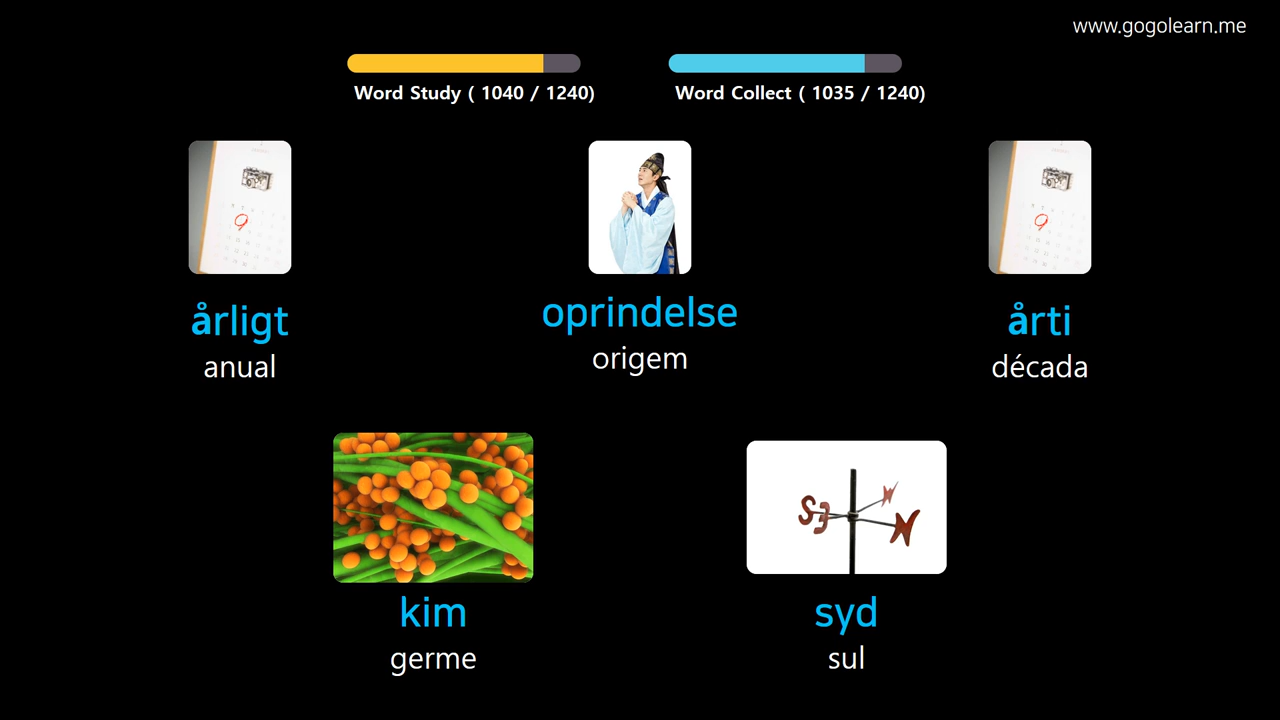 www.gogolearn.me
Word Study ( 1040 / 1240)
Word Collect ( 1035 / 1240)
årligt
anual
oprindelse
origem
årti
década
kim
germe
syd
sul